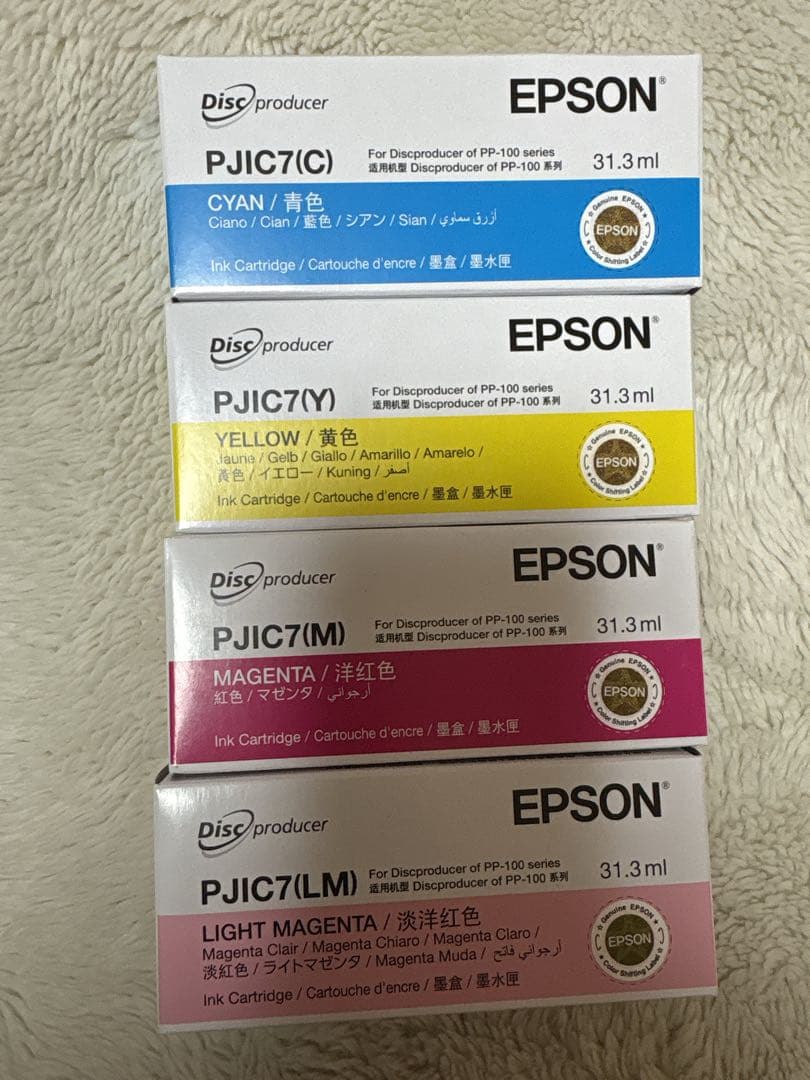 Disc producer
EPSON®
PJIC7(C)
For Discproducer of PP-100 series
适用机型 Discproducer of PP-100 系列
31.3 ml
CYAN / 青色
Ciano / Cian / 藍色 / シアン / Sian / أزرق سماوي
Ink Cartridge / Cartouche d'encre / 墨盒 / 墨水匣
Genuine EPSON
EPSON
Color Shifting Label
Disc producer
EPSON®
PJIC7(Y)
For Discproducer of PP-100 series
适用机型 Discproducer of PP-100 系列
31.3 ml
YELLOW / 黄色
Jaune / Gelb / Giallo / Amarillo / Amarelo /
黃色 / イエロー / Kuning / أصفر
Ink Cartridge / Cartouche d'encre / 墨盒 / 墨水匣
Genuine EPSON
EPSON
Color Shifting Label
Disc producer
EPSON®
PJIC7(M)
For Discproducer of PP-100 series
适用机型 Discproducer of PP-100 系列
31.3 ml
MAGENTA / 洋红色
紅色 / マゼンタ / أرجواني
Ink Cartridge / Cartouche d'encre / 墨盒 / 墨水匣
Genuine EPSON
EPSON
Color Shifting Label
Disc producer
EPSON®
PJIC7(LM)
For Discproducer of PP-100 series
适用机型 Discproducer of PP-100 系列
31.3 ml
LIGHT MAGENTA / 淡洋红色
Magenta Clair / Magenta Chiaro / Magenta Claro /
淡紅色 / ライトマゼンタ / Magenta Muda / أرجواني فاتح
Ink Cartridge / Cartouche d'encre / 墨盒 / 墨水匣
Genuine EPSON
EPSON
Color Shifting Label